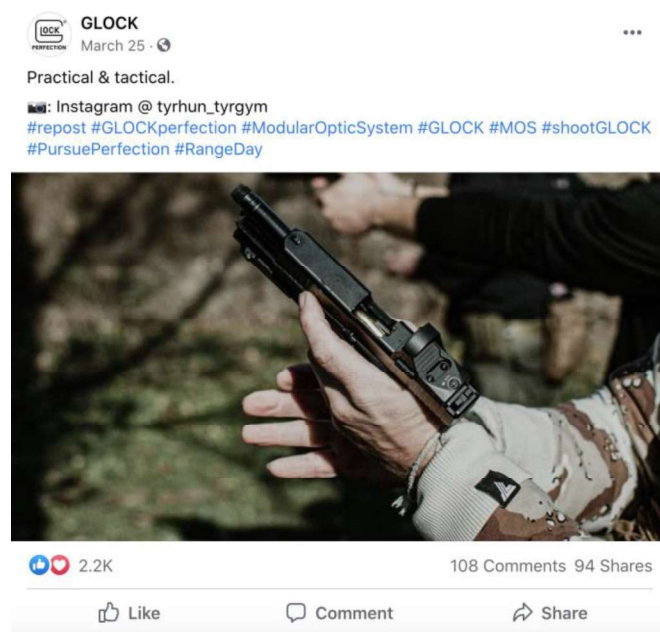 GLOCK
PERFECTION
GLOCK
March 25 ·
Practical & tactical.
: Instagram @ tyrhun_tyrgym
#repost #GLOCKperfection #ModularOpticSystem #GLOCK #MOS #shootGLOCK
#PursuePerfection #RangeDay
2.2K
108 Comments 94 Shares
Like
Comment
Share